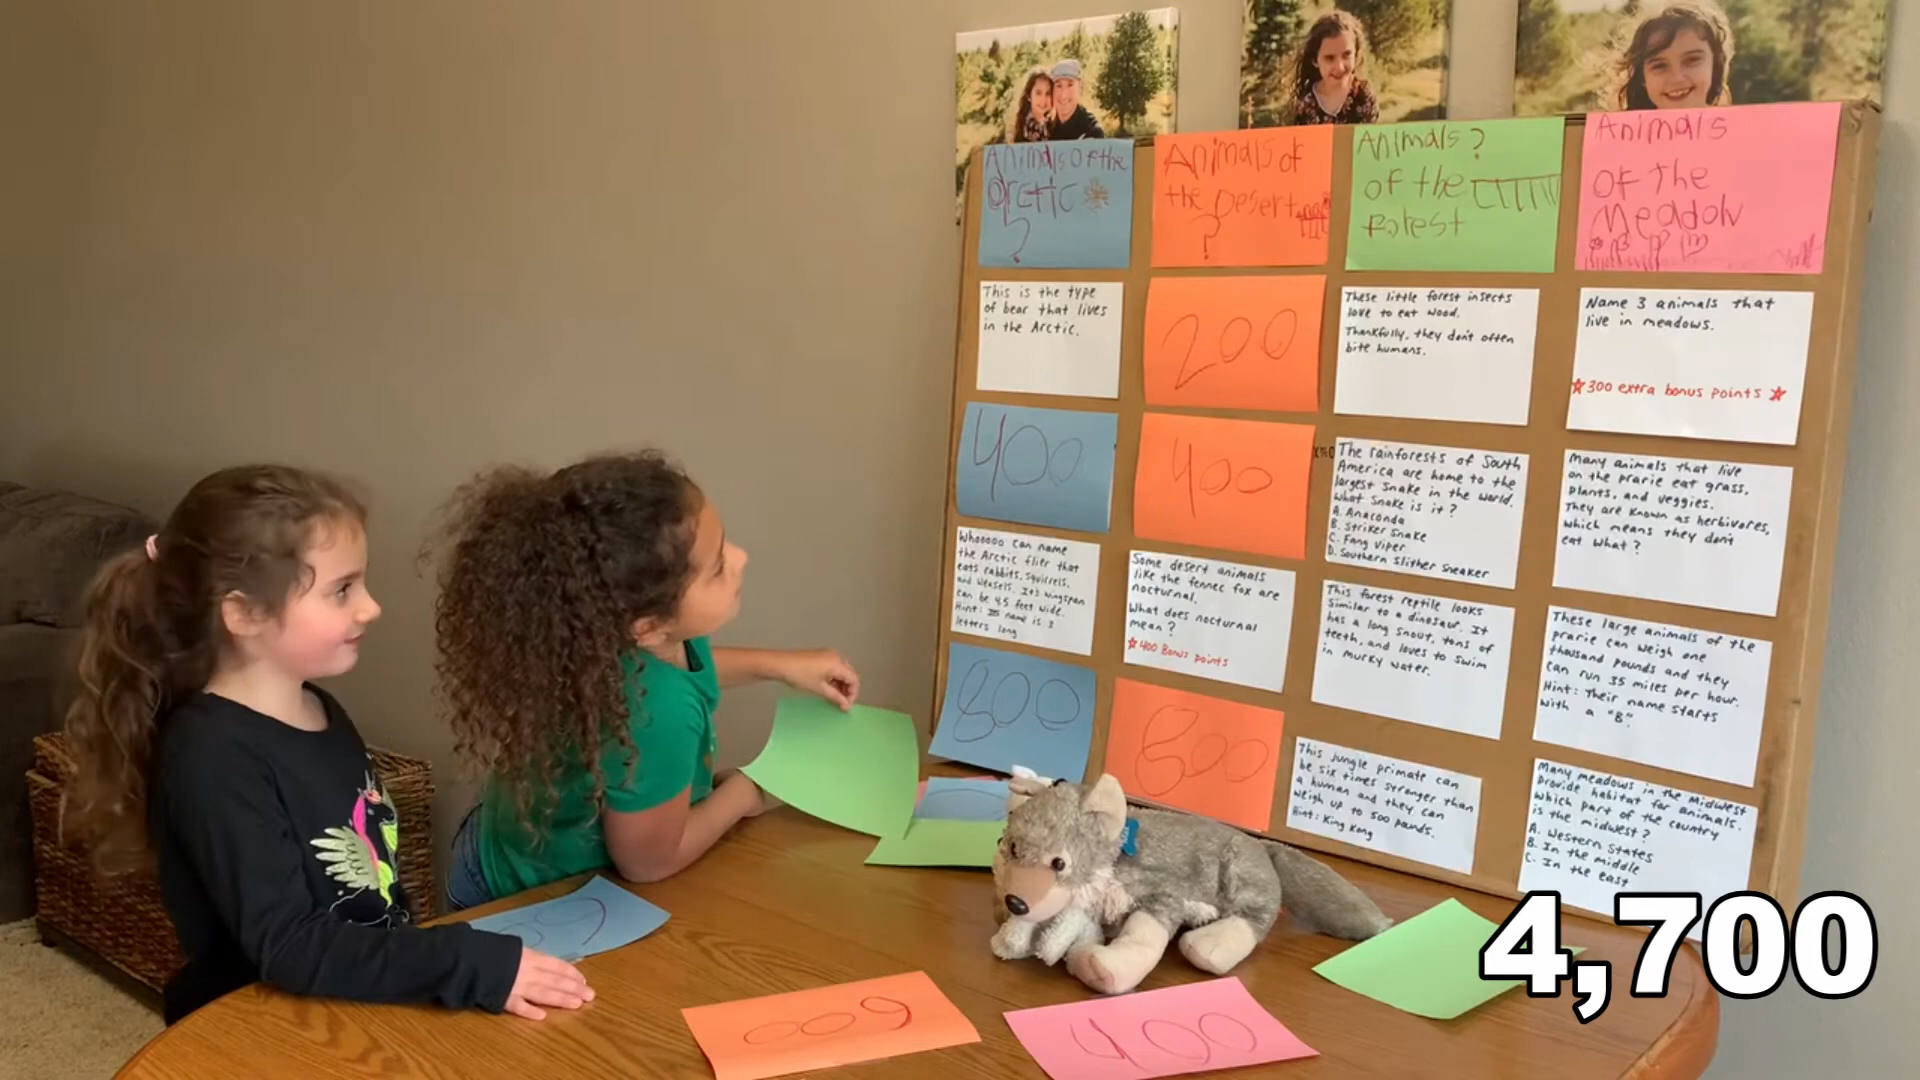 Animals of the
Arctic
?
Animals of
the Desert
?
Animals?
of the
Forest
Animals
of the
Meadow
This is the type
of bear that lives
in the Arctic.
200
These little forest insects
love to eat wood.
Thankfully, they don't often
bite humans.
Name 3 animals that
live in meadows.
300 extra bonus points
400
400
The rainforests of South
America are home to the
largest snake in the world.
What snake is it?
A. Anaconda
B. Striker Snake
C. Fang Viper
D. Southern Slither Sneaker
Many animals that live
on the prarie eat grass,
plants, and veggies.
They are known as herbivores,
which means they don't
eat what?
Whooooo can name
the Arctic flier that
eats rabbits, squirrels,
and weasels. It's wingspan
can be 4.5 feet wide.
Hint: Its name is 3
letters long
Some desert animals
like the fennec fox are
nocturnal.
What does nocturnal
mean?
400 Bonus points
This forest reptile looks
similar to a dinosaur. It
has a long snout, tons of
teeth, and loves to swim
in murky water.
These large animals of the
prarie can weigh one
thousand pounds and they
can run 35 miles per hour.
Hint: Their name starts
with a "B".
800
800
This jungle primate can
be six times stronger than
a human and they can
weigh up to 500 pounds.
Hint: King Kong
Many meadows in the Midwest
provide habitat for animals.
Which part of the country
is the midwest?
A. Western States
B. In the middle
C. In the east
600
400
4,700